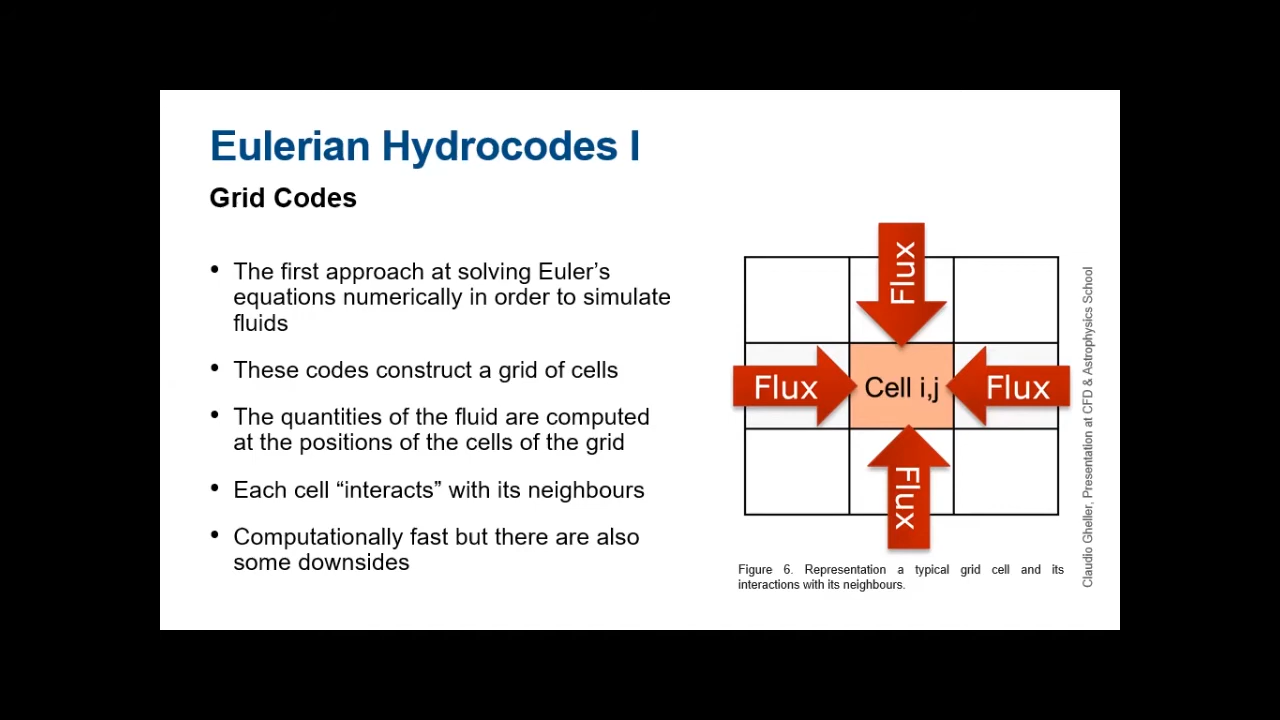 Eulerian Hydrocodes I
Grid Codes
• The first approach at solving Euler’s
equations numerically in order to simulate
fluids
• These codes construct a grid of cells
• The quantities of the fluid are computed
at the positions of the cells of the grid
• Each cell “interacts” with its neighbours
• Computationally fast but there are also
some downsides
Flux
Flux
Cell i,j
Flux
Flux
Figure 6. Representation a typical grid cell and its
interactions with its neighbours.
Claudio Gheller, Presentation at CFD & Astrophysics School